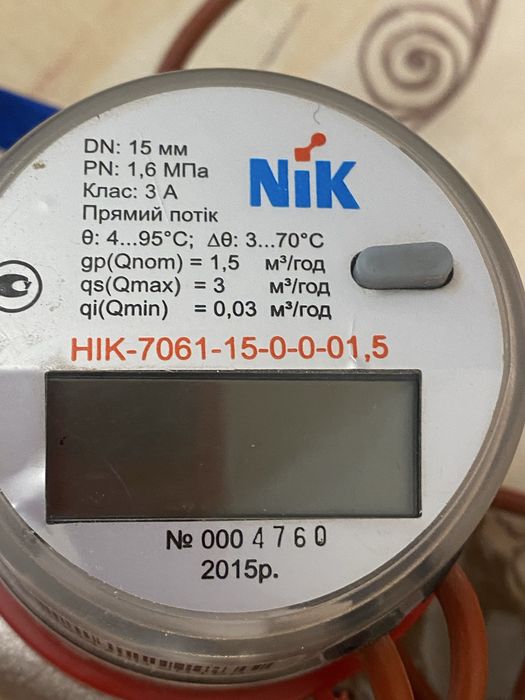 DN: 15 мм
PN: 1,6 МПа
Клас: 3 А
Прямий потік
θ: 4...95°C; Δθ: 3...70°C
gp(Qnom) = 1,5 м³/год
qs(Qmax) = 3 м³/год
qi(Qmin) = 0,03 м³/год
NiK
НІК-7061-15-0-0-01,5
№ 000 4760
2015р.